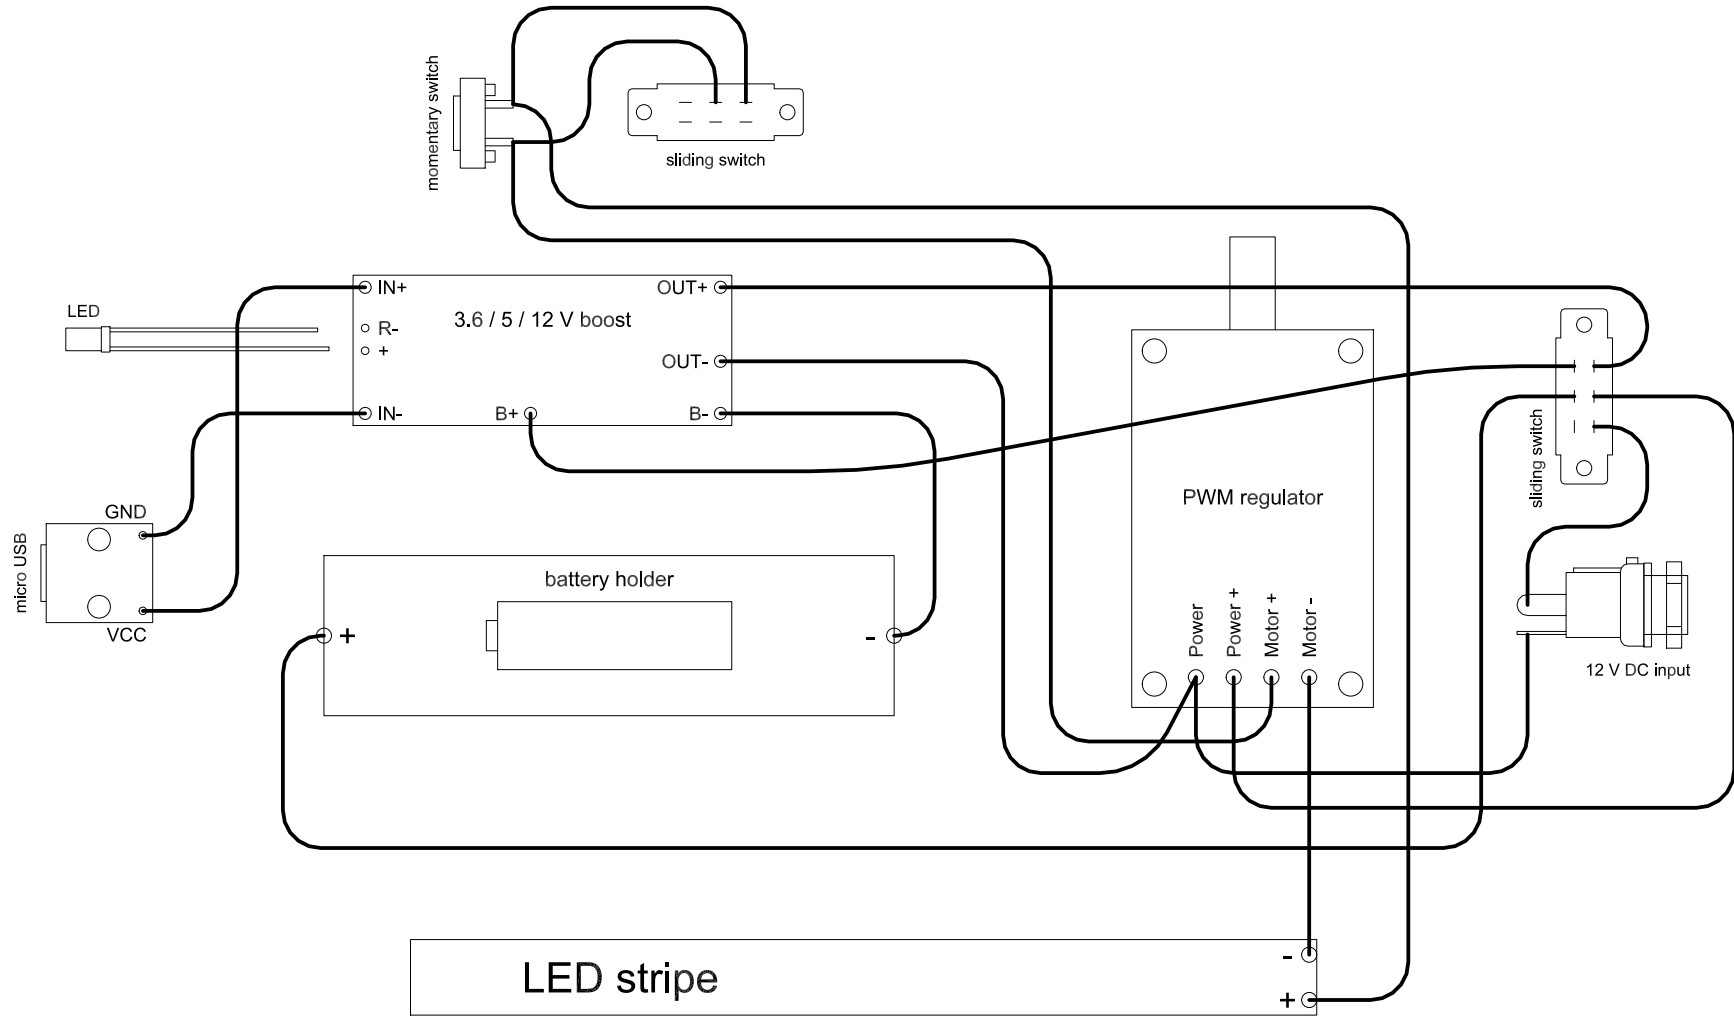 momentary switch
sliding switch
LED
IN+
R-
+
IN-
3.6 / 5 / 12 V boost
OUT+
OUT-
B+
B-
GND
micro USB
VCC
battery holder
+
-
PWM regulator
Power
Power +
Motor +
Motor -
sliding switch
12 V DC input
LED stripe
-
+